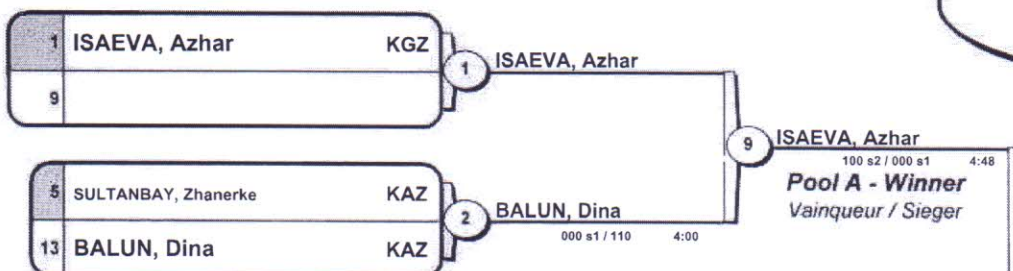 1 ISAEVA, Azhar KGZ
9
1 ISAEVA, Azhar
5 SULTANBAY, Zhanerke KAZ
13 BALUN, Dina KAZ
2 BALUN, Dina
000 s1 / 110 4:00
9 ISAEVA, Azhar
100 s2 / 000 s1 4:48
Pool A - Winner
Vainqueur / Sieger